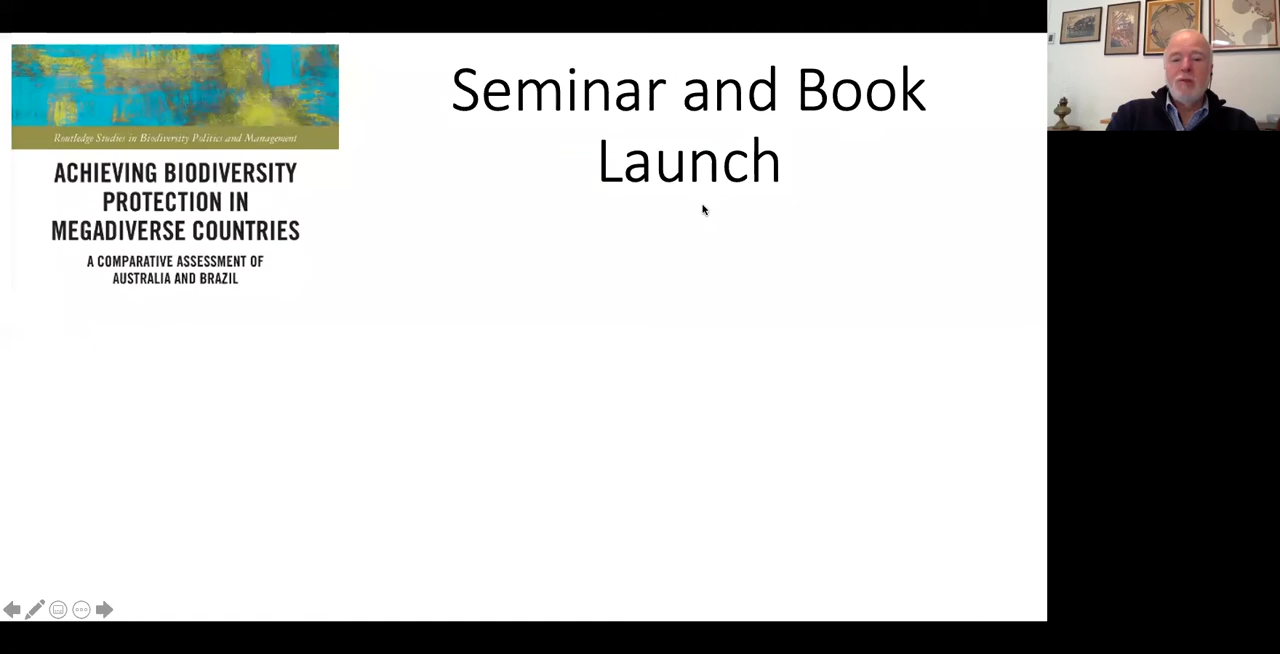 Routledge Studies in Biodiversity Politics and Management
ACHIEVING BIODIVERSITY
PROTECTION IN
MEGADIVERSE COUNTRIES
A COMPARATIVE ASSESSMENT OF
AUSTRALIA AND BRAZIL
Seminar and Book
Launch